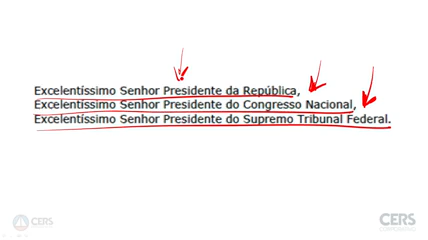 Excelentíssimo Senhor Presidente da República,
Excelentíssimo Senhor Presidente do Congresso Nacional,
Excelentíssimo Senhor Presidente do Supremo Tribunal Federal.
CERS
CERS